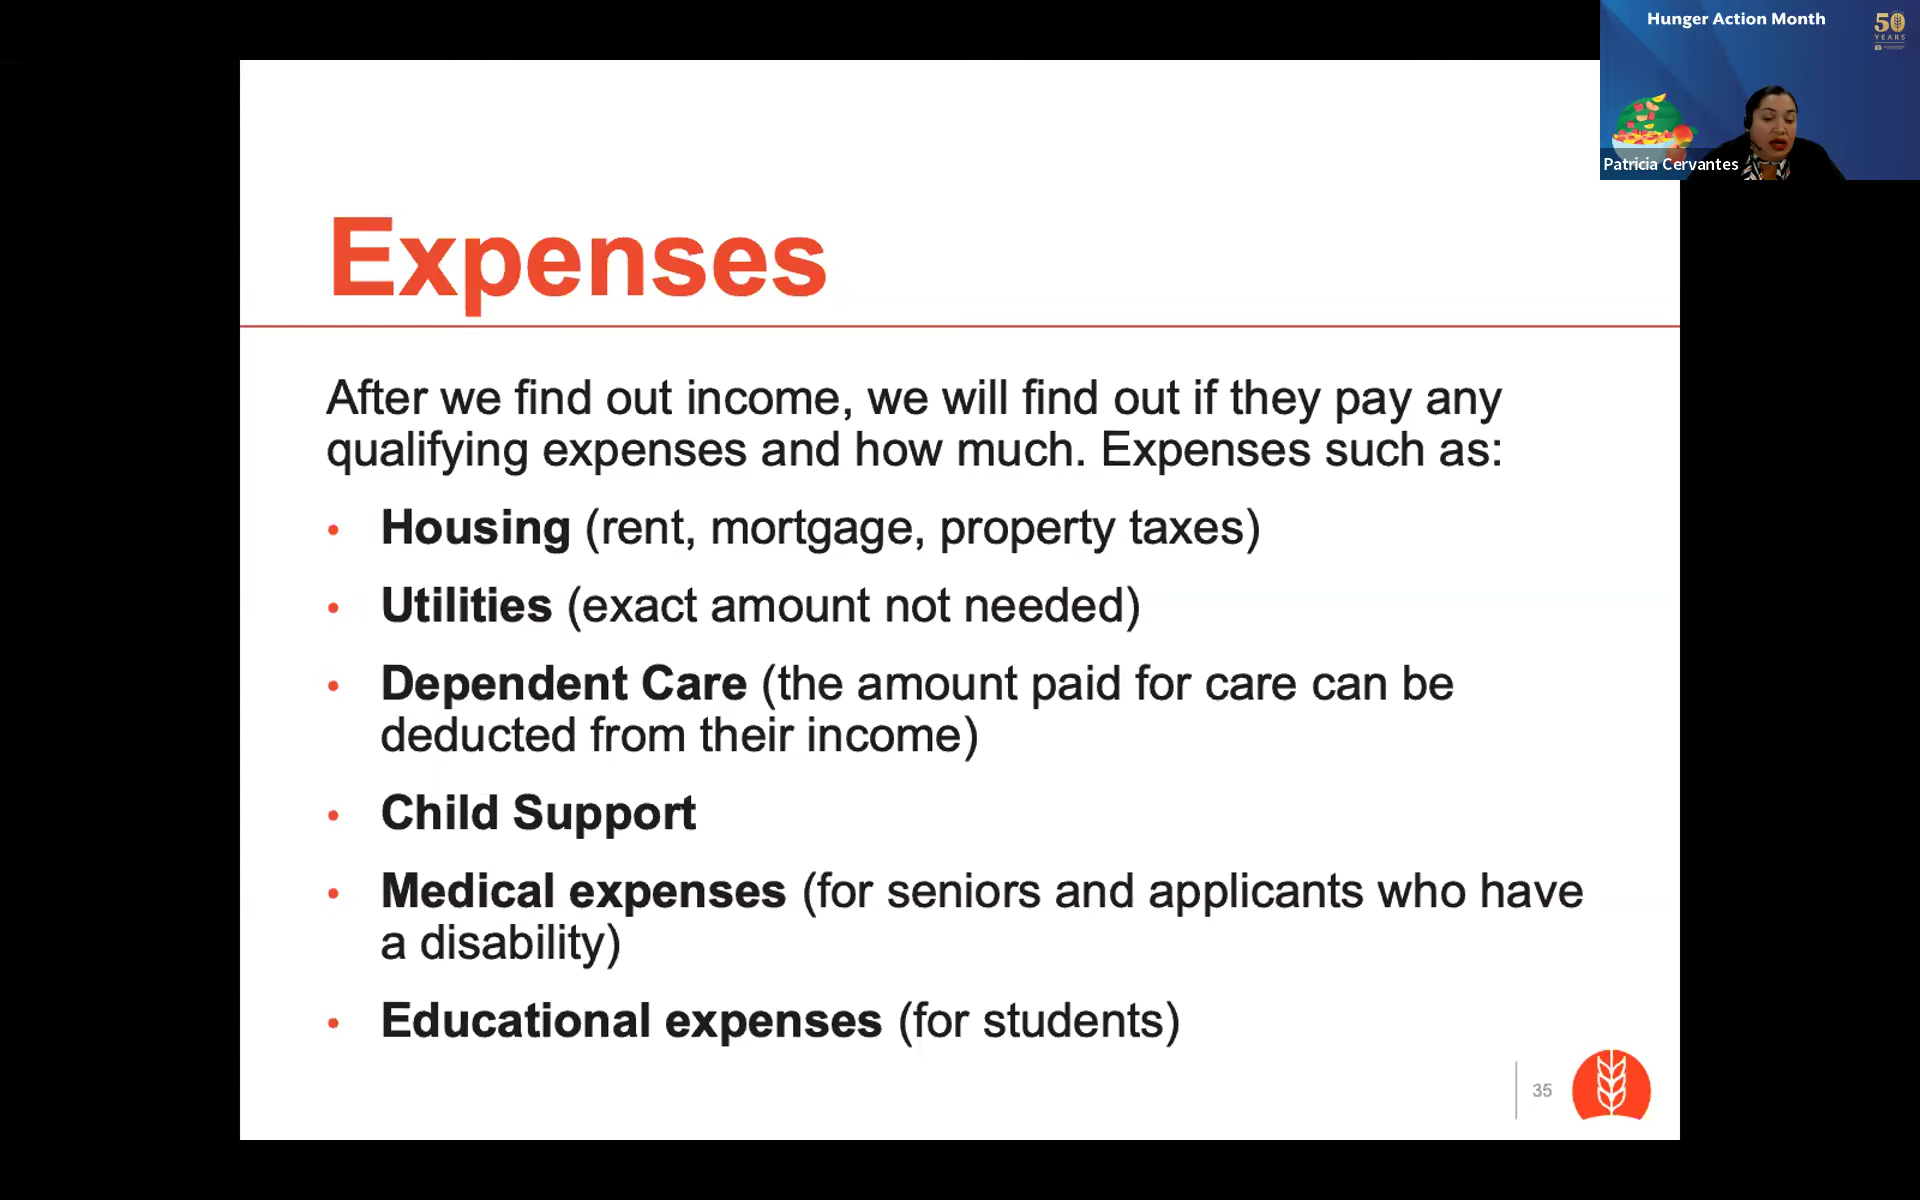 Hunger Action Month
50
YEARS
Patricia Cervantes
Expenses
After we find out income, we will find out if they pay any
qualifying expenses and how much. Expenses such as:
• Housing (rent, mortgage, property taxes)
• Utilities (exact amount not needed)
• Dependent Care (the amount paid for care can be
deducted from their income)
• Child Support
• Medical expenses (for seniors and applicants who have
a disability)
• Educational expenses (for students)
35